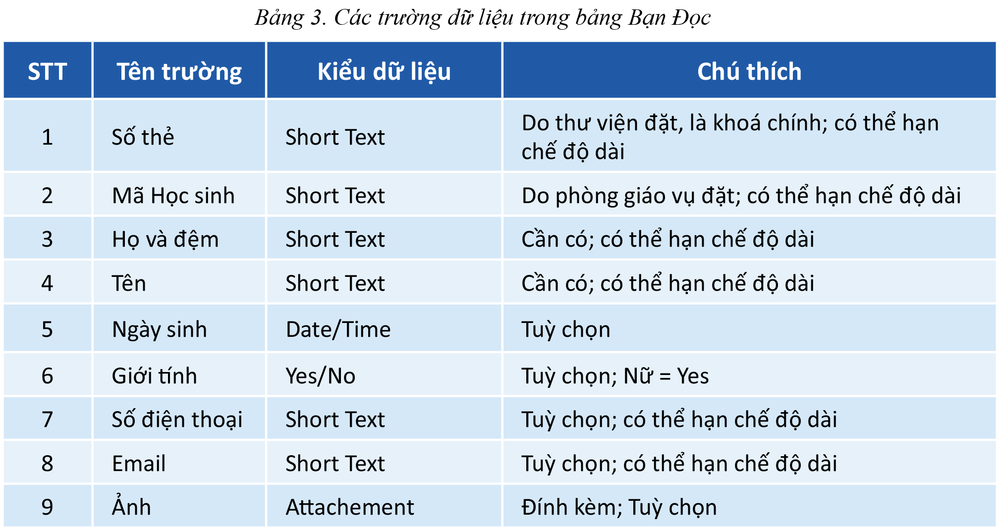 Bảng 3. Các trường dữ liệu trong bảng Bạn Đọc
STT Tên trường Kiểu dữ liệu Chú thích
1 Số thẻ Short Text Do thư viện đặt, là khoá chính; có thể hạn
chế độ dài
2 Mã Học sinh Short Text Do phòng giáo vụ đặt; có thể hạn chế độ dài
3 Họ và đệm Short Text Cần có; có thể hạn chế độ dài
4 Tên Short Text Cần có; có thể hạn chế độ dài
5 Ngày sinh Date/Time Tuỳ chọn
6 Giới tính Yes/No Tuỳ chọn; Nữ = Yes
7 Số điện thoại Short Text Tuỳ chọn; có thể hạn chế độ dài
8 Email Short Text Tuỳ chọn; có thể hạn chế độ dài
9 Ảnh Attachement Đính kèm; Tuỳ chọn